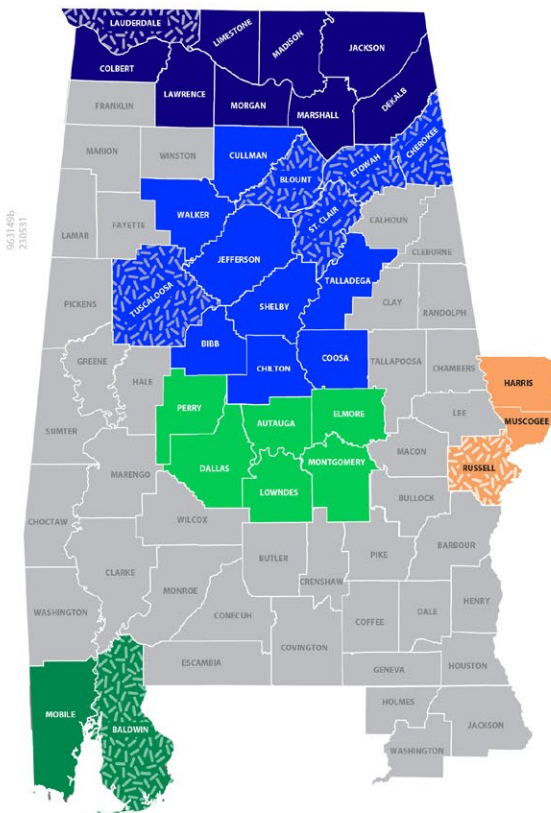 LAUDERDALE
LIMESTONE
MADISON
JACKSON
COLBERT
LAWRENCE
MORGAN
MARSHALL
DEKALB
FRANKLIN
MARION
WINSTON
CULLMAN
BLOUNT
ETOWAH
CHEROKEE
LAMAR
FAYETTE
WALKER
ST. CLAIR
CALHOUN
CLEBURNE
963149b
230531
JEFFERSON
TALLADEGA
PICKENS
TUSCALOOSA
SHELBY
CLAY
RANDOLPH
GREENE
BIBB
CHILTON
COOSA
TALLAPOOSA
CHAMBERS
HARRIS
HALE
PERRY
AUTAUGA
ELMORE
LEE
MUSCOGEE
SUMTER
MARENGO
DALLAS
LOWNDES
MONTGOMERY
MACON
RUSSELL
BULLOCK
CHOCTAW
WILCOX
CLARKE
MONROE
BUTLER
CRENSHAW
PIKE
BARBOUR
WASHINGTON
CONECUH
COVINGTON
COFFEE
DALE
HENRY
ESCAMBIA
GENEVA
HOUSTON
MOBILE
BALDWIN
HOLMES
JACKSON
WASHINGTON